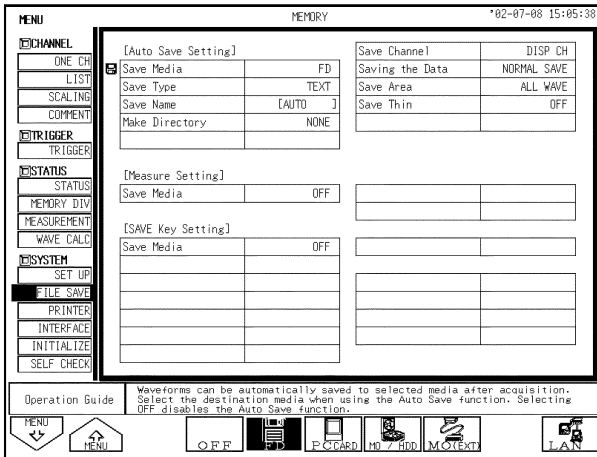 MENU
MEMORY
'02-07-08 15:05:38
CHANNEL
ONE CH
LIST
SCALING
COMMENT
TRIGGER
TRIGGER
STATUS
STATUS
MEMORY DIV
MEASUREMENT
WAVE CALC
SYSTEM
SET UP
FILE SAVE
PRINTER
INTERFACE
INITIALIZE
SELF CHECK
[Auto Save Setting]
Save Media FD
Save Type TEXT
Save Name [AUTO ]
Make Directory NONE
Save Channel DISP CH
Saving the Data NORMAL SAVE
Save Area ALL WAVE
Save Thin OFF
[Measure Setting]
Save Media OFF
[SAVE Key Setting]
Save Media OFF
Operation Guide
Waveforms can be automatically saved to selected media after acquisition.
Select the destination media when using the Auto Save function. Selecting
OFF disables the Auto Save function.
MENU
MENU
OFF
FD
PCCARD
MO / HDD
MO(EXT)
LAN